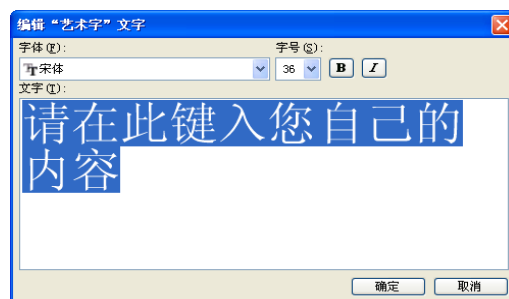 编辑“艺术字”文字
字体(F): 字号(S):
宋体 36 B I
文字(T):
请在此键入您自己的
内容
确定 取消